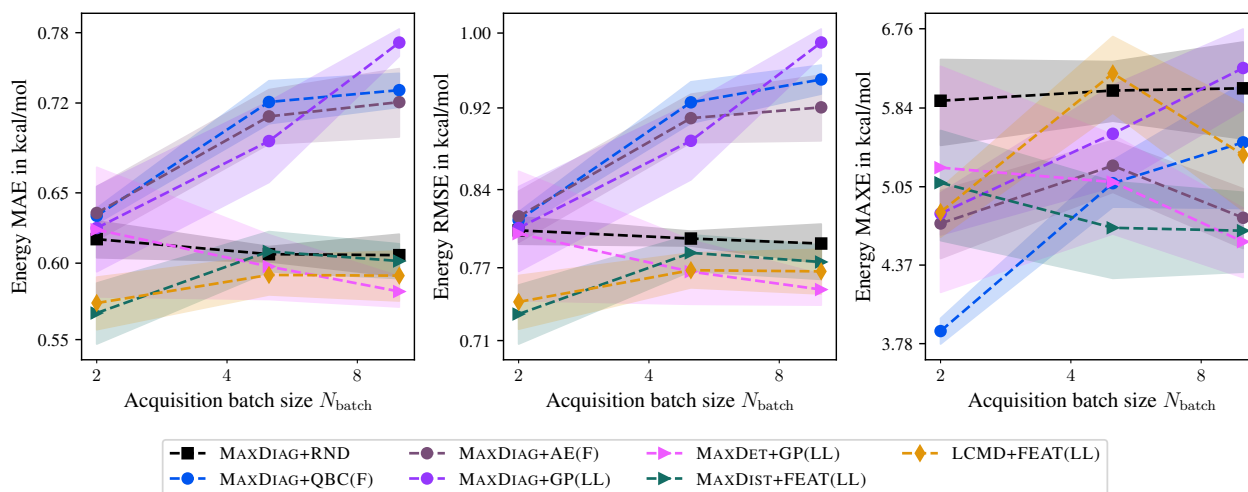 Energy MAE in kcal/mol
0.78
0.72
0.65
0.60
0.55
2
4
8
Acquisition batch size N_batch
Energy RMSE in kcal/mol
1.00
0.92
0.84
0.77
0.71
2
4
8
Acquisition batch size N_batch
Energy MAXE in kcal/mol
6.76
5.84
5.05
4.37
3.78
2
4
8
Acquisition batch size N_batch
MAXDIAG+RND
MAXDIAG+QBC(F)
MAXDIAG+AE(F)
MAXDIAG+GP(LL)
MAXDET+GP(LL)
MAXDIST+FEAT(LL)
LCMD+FEAT(LL)